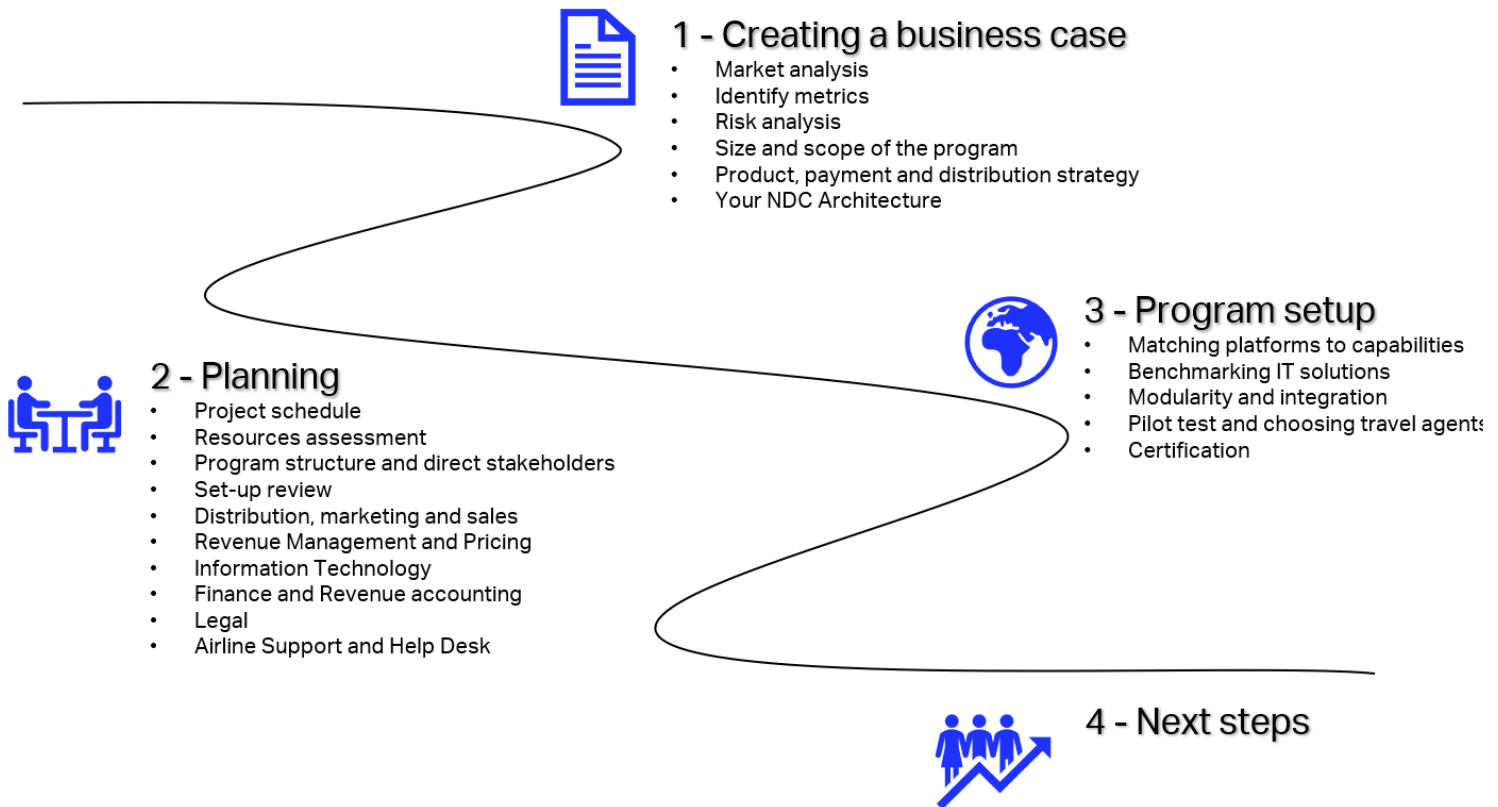 1 - Creating a business case
• Market analysis
• Identify metrics
• Risk analysis
• Size and scope of the program
• Product, payment and distribution strategy
• Your NDC Architecture
2 - Planning
• Project schedule
• Resources assessment
• Program structure and direct stakeholders
• Set-up review
• Distribution, marketing and sales
• Revenue Management and Pricing
• Information Technology
• Finance and Revenue accounting
• Legal
• Airline Support and Help Desk
3 - Program setup
• Matching platforms to capabilities
• Benchmarking IT solutions
• Modularity and integration
• Pilot test and choosing travel agents
• Certification
4 - Next steps